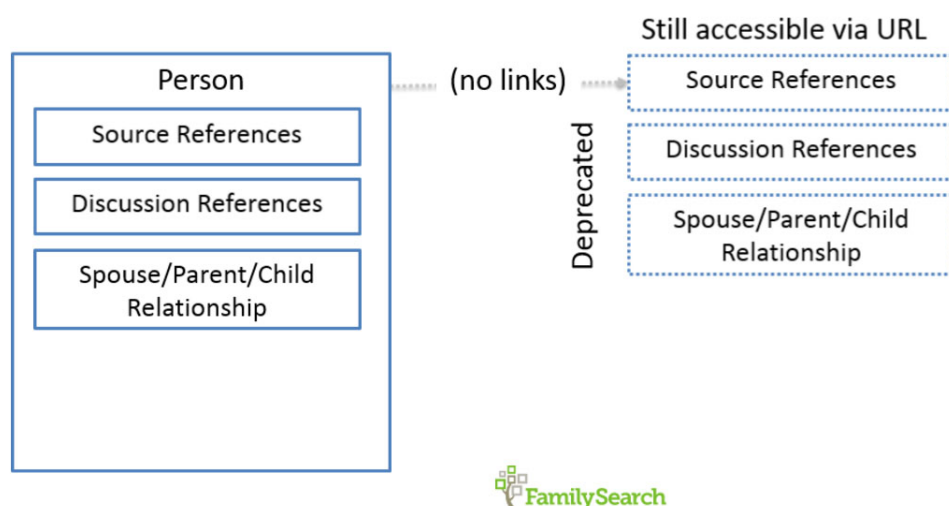 Person
Source References
Discussion References
Spouse/Parent/Child
Relationship
(no links)
Still accessible via URL
Deprecated
Source References
Discussion References
Spouse/Parent/Child
Relationship
FamilySearch